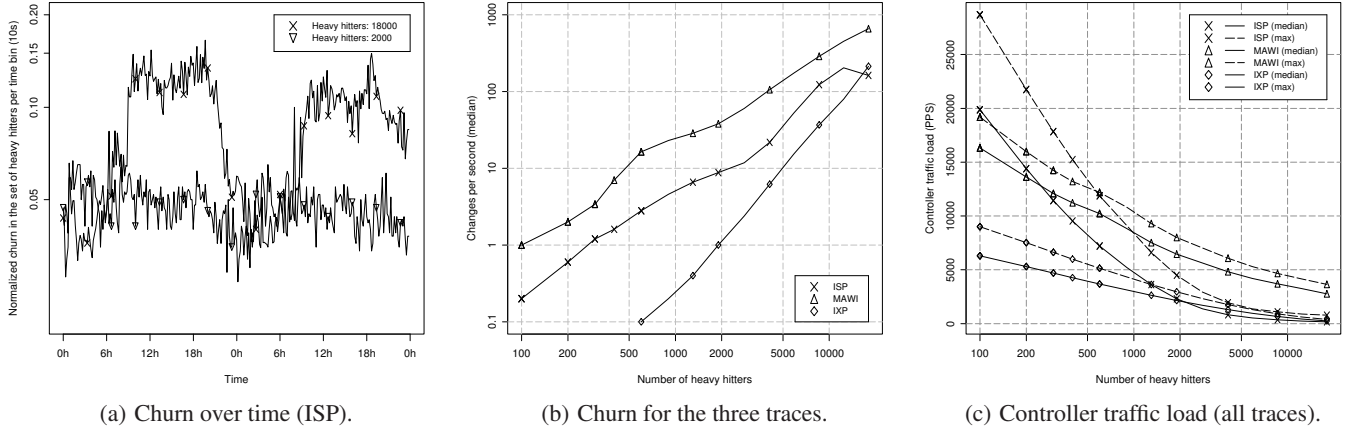 Normalized churn in the set of heavy hitters per time bin (10s)
0.20
0.15
0.10
0.05
Heavy hitters: 18000
Heavy hitters: 2000
0h 6h 12h 18h 0h 6h 12h 18h 0h
Time
(a) Churn over time (ISP).
Changes per second (median)
1000
100
10
1
0.1
ISP
MAWI
IXP
100 200 500 1000 2000 5000 10000
Number of heavy hitters
(b) Churn for the three traces.
Controller traffic load (PPS)
25000
20000
15000
10000
5000
0
ISP (median)
ISP (max)
MAWI (median)
MAWI (max)
IXP (median)
IXP (max)
100 200 500 1000 2000 5000 10000
Number of heavy hitters
(c) Controller traffic load (all traces).